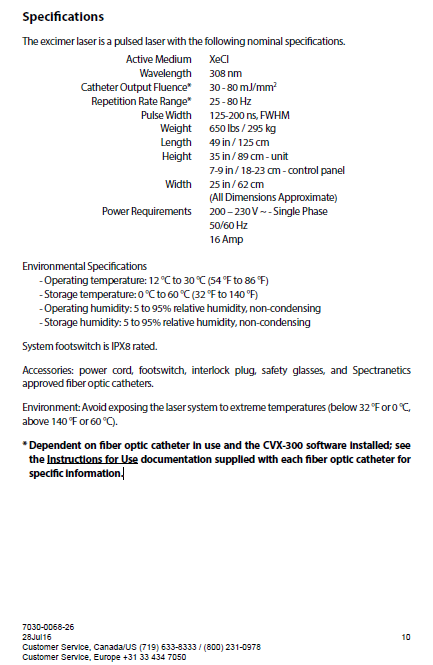 Specifications
The excimer laser is a pulsed laser with the following nominal specifications.
Active Medium XeCl
Wavelength 308 nm
Catheter Output Fluence* 30 - 80 mJ/mm²
Repetition Rate Range* 25 - 80 Hz
Pulse Width 125-200 ns, FWHM
Weight 650 lbs / 295 kg
Length 49 in / 125 cm
Height 35 in / 89 cm - unit
7-9 in / 18-23 cm - control panel
Width 25 in / 62 cm
(All Dimensions Approximate)
Power Requirements 200 – 230 V ~ - Single Phase
50/60 Hz
16 Amp
Environmental Specifications
- Operating temperature: 12 °C to 30 °C (54 °F to 86 °F)
- Storage temperature: 0 °C to 60 °C (32 °F to 140 °F)
- Operating humidity: 5 to 95% relative humidity, non-condensing
- Storage humidity: 5 to 95% relative humidity, non-condensing
System footswitch is IPX8 rated.
Accessories: power cord, footswitch, interlock plug, safety glasses, and Spectranetics
approved fiber optic catheters.
Environment: Avoid exposing the laser system to extreme temperatures (below 32 °F or 0 °C,
above 140 °F or 60 °C).
* Dependent on fiber optic catheter in use and the CVX-300 software installed; see
the Instructions for Use documentation supplied with each fiber optic catheter for
specific information.
7030-0068-26
28Jul16 10
Customer Service, Canada/US (719) 633-8333 / (800) 231-0978
Customer Service, Europe +31 33 434 7050